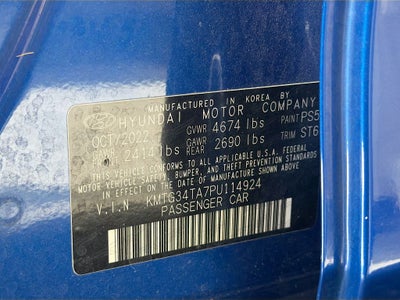 MANUFACTURED IN KOREA BY
HYUNDAI MOTOR COMPANY
OCT/2022 GVWR 4674 lbs PAINT PS5
2414 lbs GAWR REAR 2690 lbs TRIM ST6
THIS VEHICLE CONFORMS TO ALL APPLICABLE FEDERAL
MOTOR VEHICLE SAFETY, BUMPER, AND THEFT PREVENTION
STANDARDS IN EFFECT ON THE DATE OF MANUFACTURE
V.I.N KMTG34TA7PU114924
PASSENGER CAR